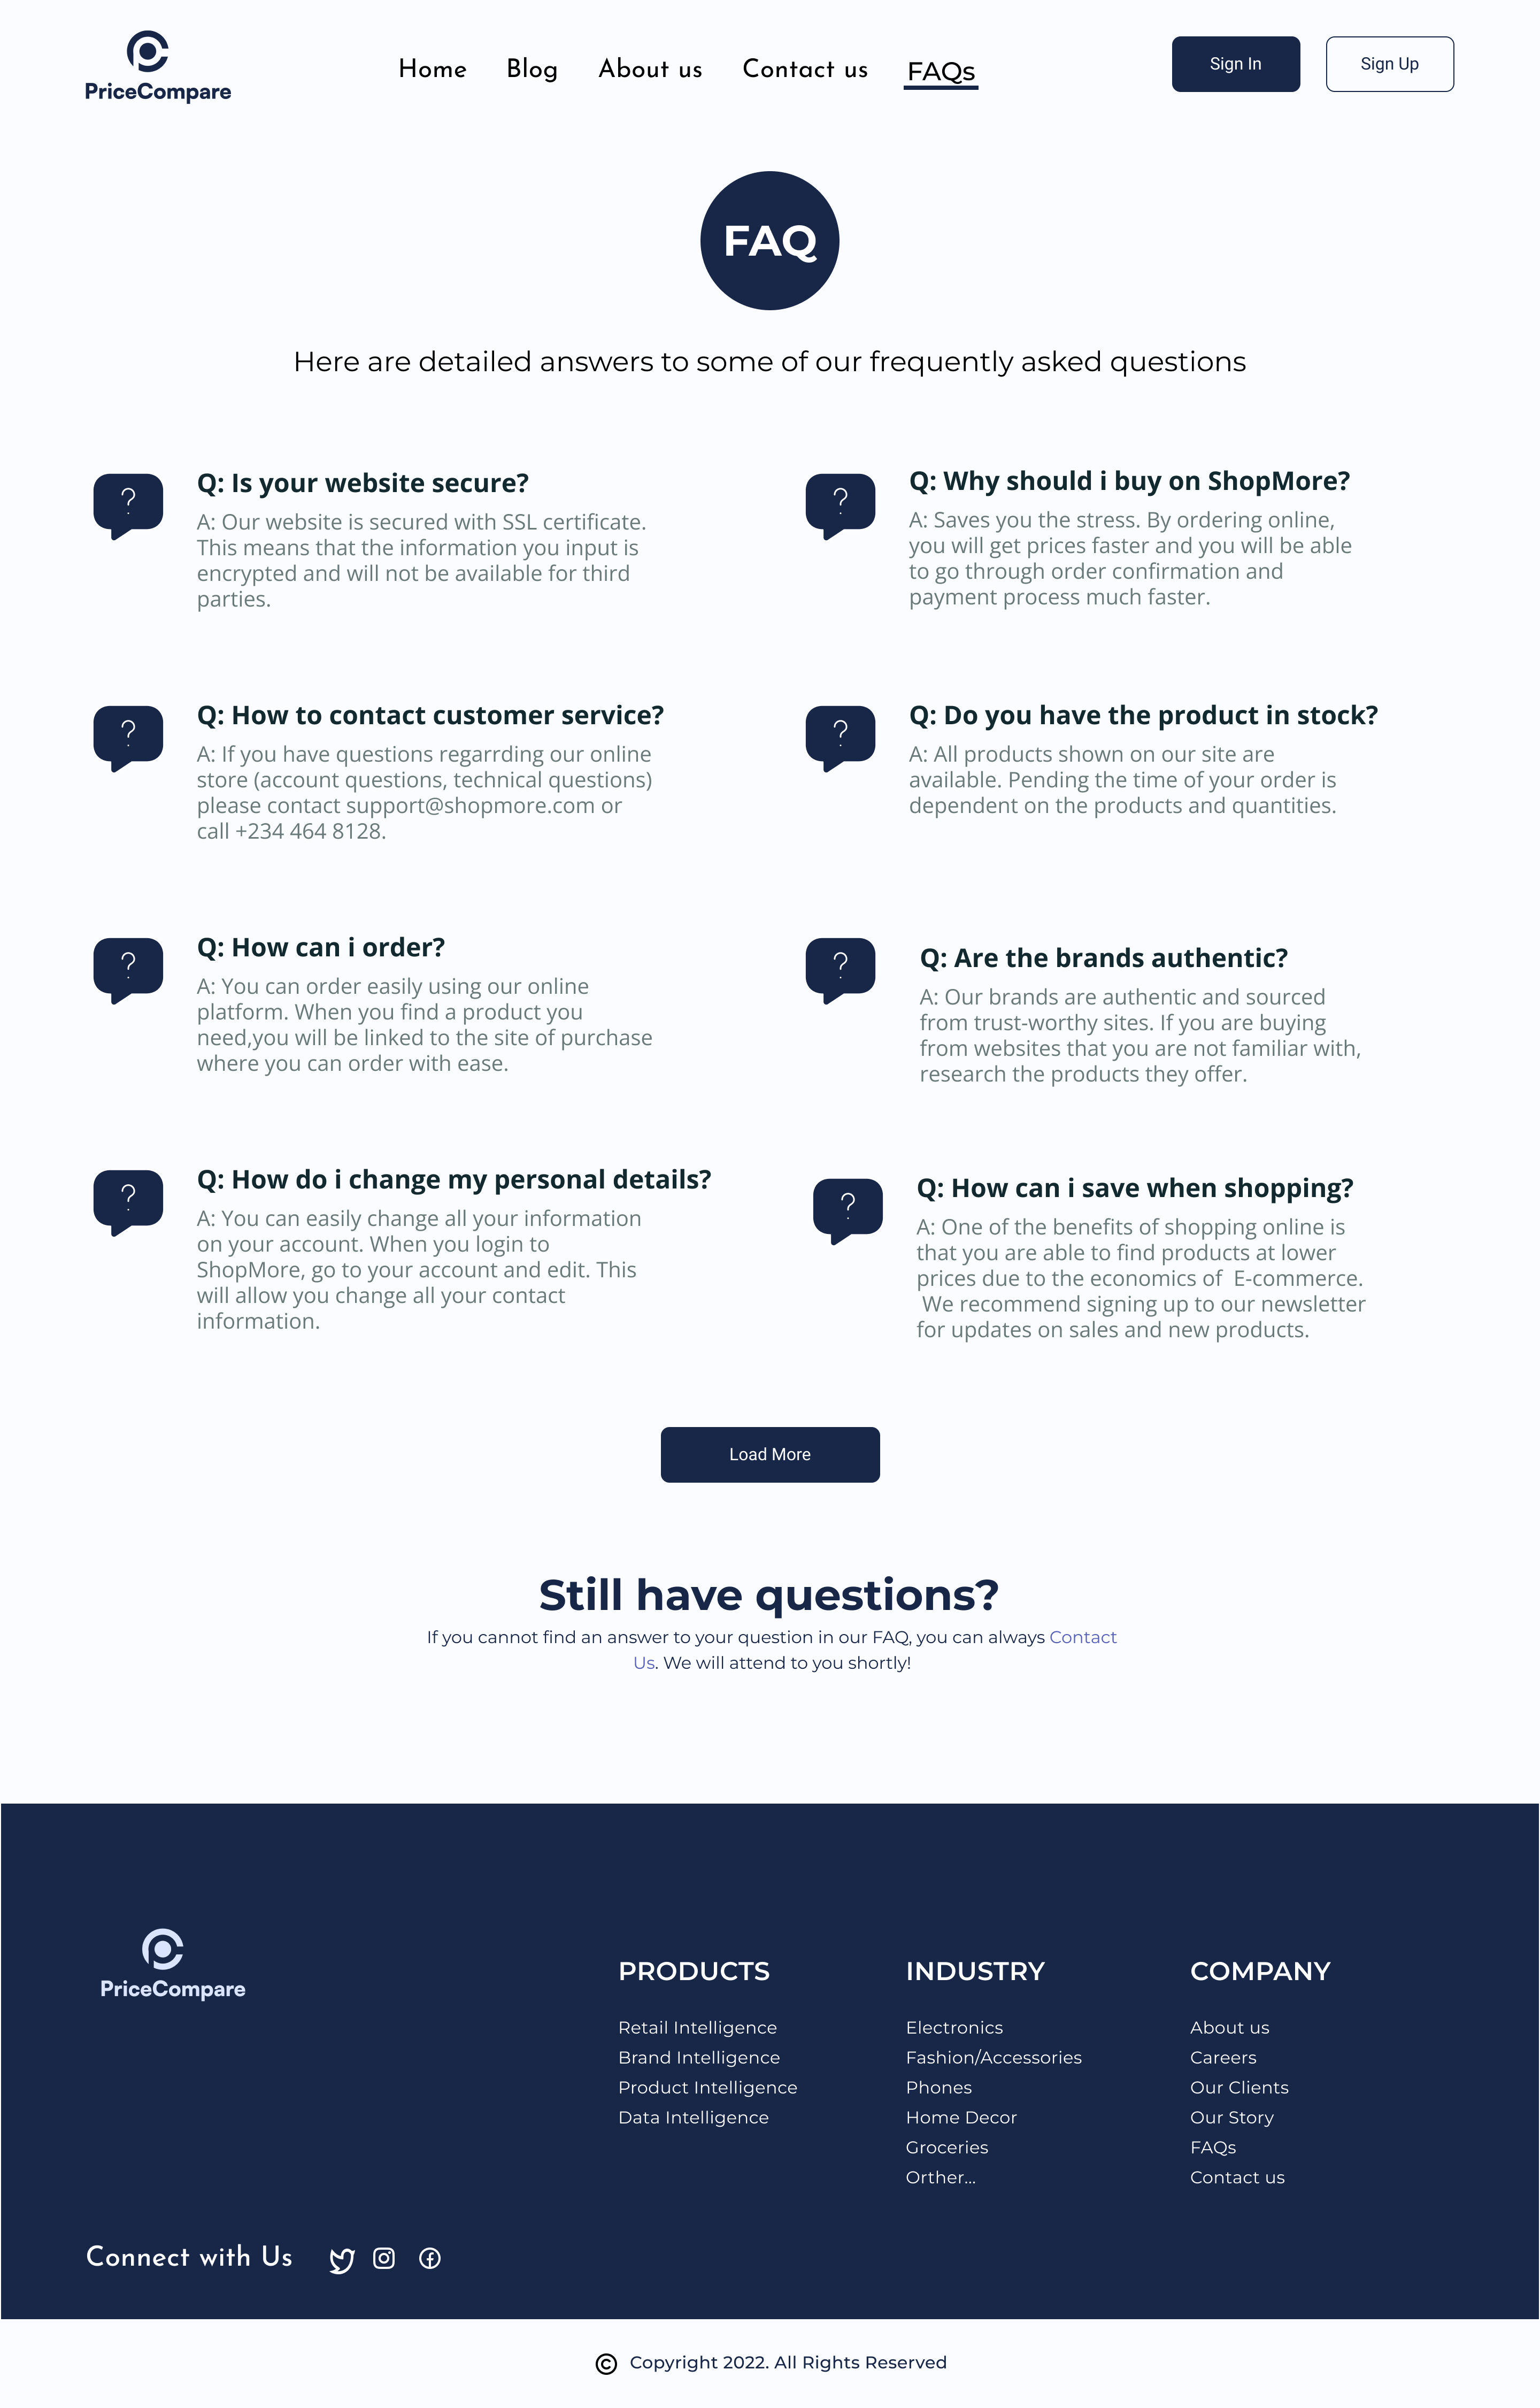 PriceCompare
Home
Blog
About us
Contact us
FAQs
Sign In
Sign Up
FAQ
Here are detailed answers to some of our frequently asked questions
?
Q: Is your website secure?
A: Our website is secured with SSL certificate.
This means that the information you input is
encrypted and will not be available for third
parties.
?
Q: Why should i buy on ShopMore?
A: Saves you the stress. By ordering online,
you will get prices faster and you will be able
to go through order confirmation and
payment process much faster.
?
Q: How to contact customer service?
A: If you have questions regarrding our online
store (account questions, technical questions)
please contact support@shopmore.com or
call +234 464 8128.
?
Q: Do you have the product in stock?
A: All products shown on our site are
available. Pending the time of your order is
dependent on the products and quantities.
?
Q: How can i order?
A: You can order easily using our online
platform. When you find a product you
need,you will be linked to the site of purchase
where you can order with ease.
?
Q: Are the brands authentic?
A: Our brands are authentic and sourced
from trust-worthy sites. If you are buying
from websites that you are not familiar with,
research the products they offer.
?
Q: How do i change my personal details?
A: You can easily change all your information
on your account. When you login to
ShopMore, go to your account and edit. This
will allow you change all your contact
information.
?
Q: How can i save when shopping?
A: One of the benefits of shopping online is
that you are able to find products at lower
prices due to the economics of  E-commerce.
We recommend signing up to our newsletter
for updates on sales and new products.
Load More
Still have questions?
If you cannot find an answer to your question in our FAQ, you can always Contact
Us. We will attend to you shortly!
PriceCompare
PRODUCTS
Retail Intelligence
Brand Intelligence
Product Intelligence
Data Intelligence
INDUSTRY
Electronics
Fashion/Accessories
Phones
Home Decor
Groceries
Orther...
COMPANY
About us
Careers
Our Clients
Our Story
FAQs
Contact us
Connect with Us
© Copyright 2022. All Rights Reserved